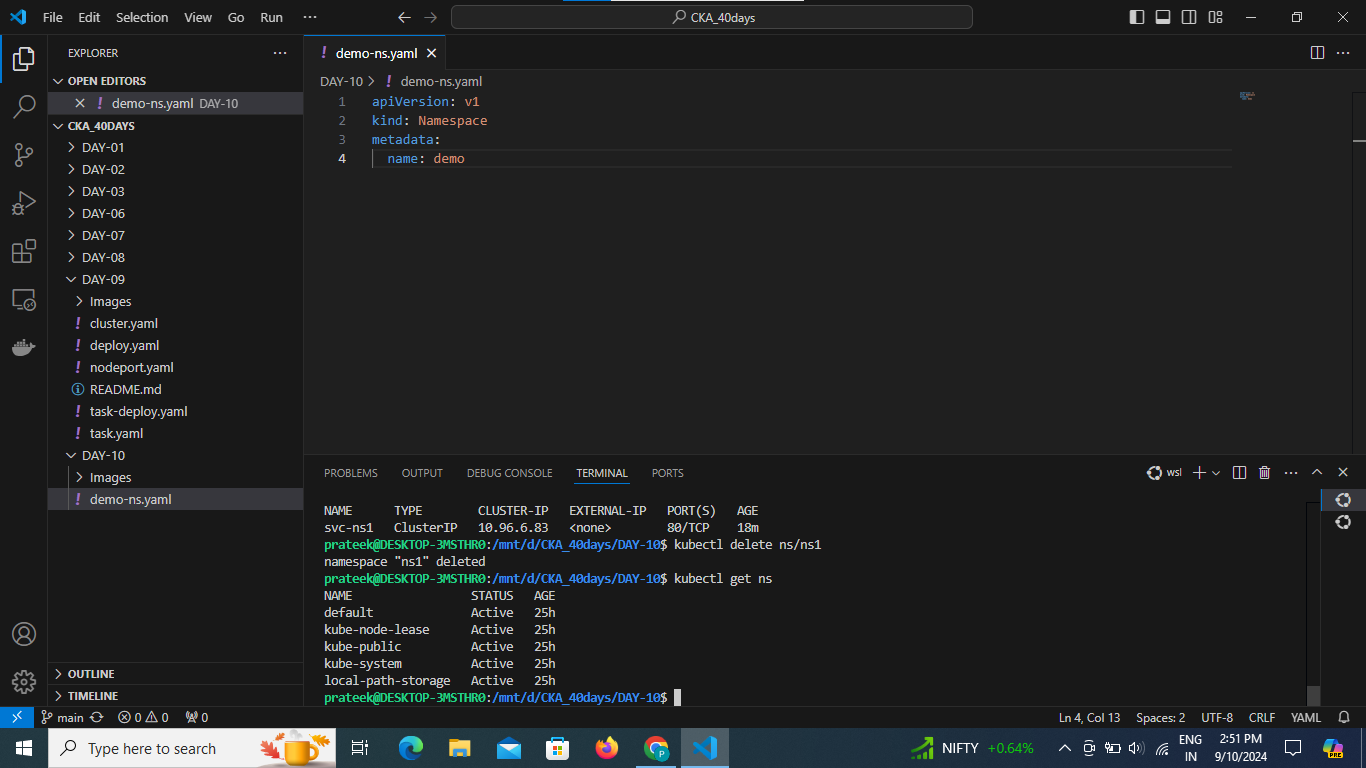 File Edit Selection View Go Run ···
CKA_40days
EXPLORER
OPEN EDITORS
demo-ns.yaml DAY-10
CKA_40DAYS
DAY-01
DAY-02
DAY-03
DAY-06
DAY-07
DAY-08
DAY-09
Images
cluster.yaml
deploy.yaml
nodeport.yaml
README.md
task-deploy.yaml
task.yaml
DAY-10
Images
demo-ns.yaml
OUTLINE
TIMELINE
demo-ns.yaml
DAY-10 > demo-ns.yaml
1 apiVersion: v1
2 kind: Namespace
3 metadata:
4 name: demo
PROBLEMS OUTPUT DEBUG CONSOLE TERMINAL PORTS
wsl
NAME TYPE CLUSTER-IP EXTERNAL-IP PORT(S) AGE
svc-ns1 ClusterIP 10.96.6.83 <none> 80/TCP 18m
prateek@DESKTOP-3MSTHR0:/mnt/d/CKA_40days/DAY-10$ kubectl delete ns/ns1
namespace "ns1" deleted
prateek@DESKTOP-3MSTHR0:/mnt/d/CKA_40days/DAY-10$ kubectl get ns
NAME STATUS AGE
default Active 25h
kube-node-lease Active 25h
kube-public Active 25h
kube-system Active 25h
local-path-storage Active 25h
prateek@DESKTOP-3MSTHR0:/mnt/d/CKA_40days/DAY-10$
main 0 0 0 Ln 4, Col 13 Spaces: 2 UTF-8 CRLF YAML
Type here to search
NIFTY +0.64%
ENG
IN
2:51 PM
9/10/2024
PRE